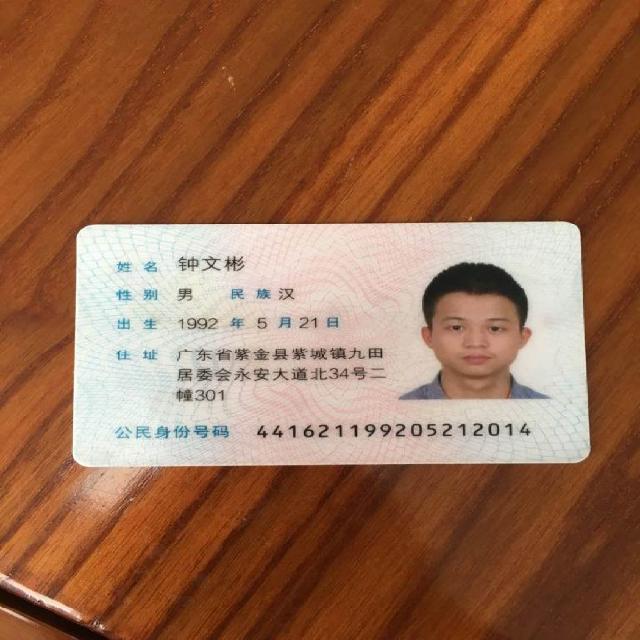 姓名 钟文彬
性别 男 民族 汉
出生 1992 年 5 月 21 日
住址 广东省紫金县紫城镇九田
居委会永安大道北34号二
幢301
公民身份号码 441621199205212014